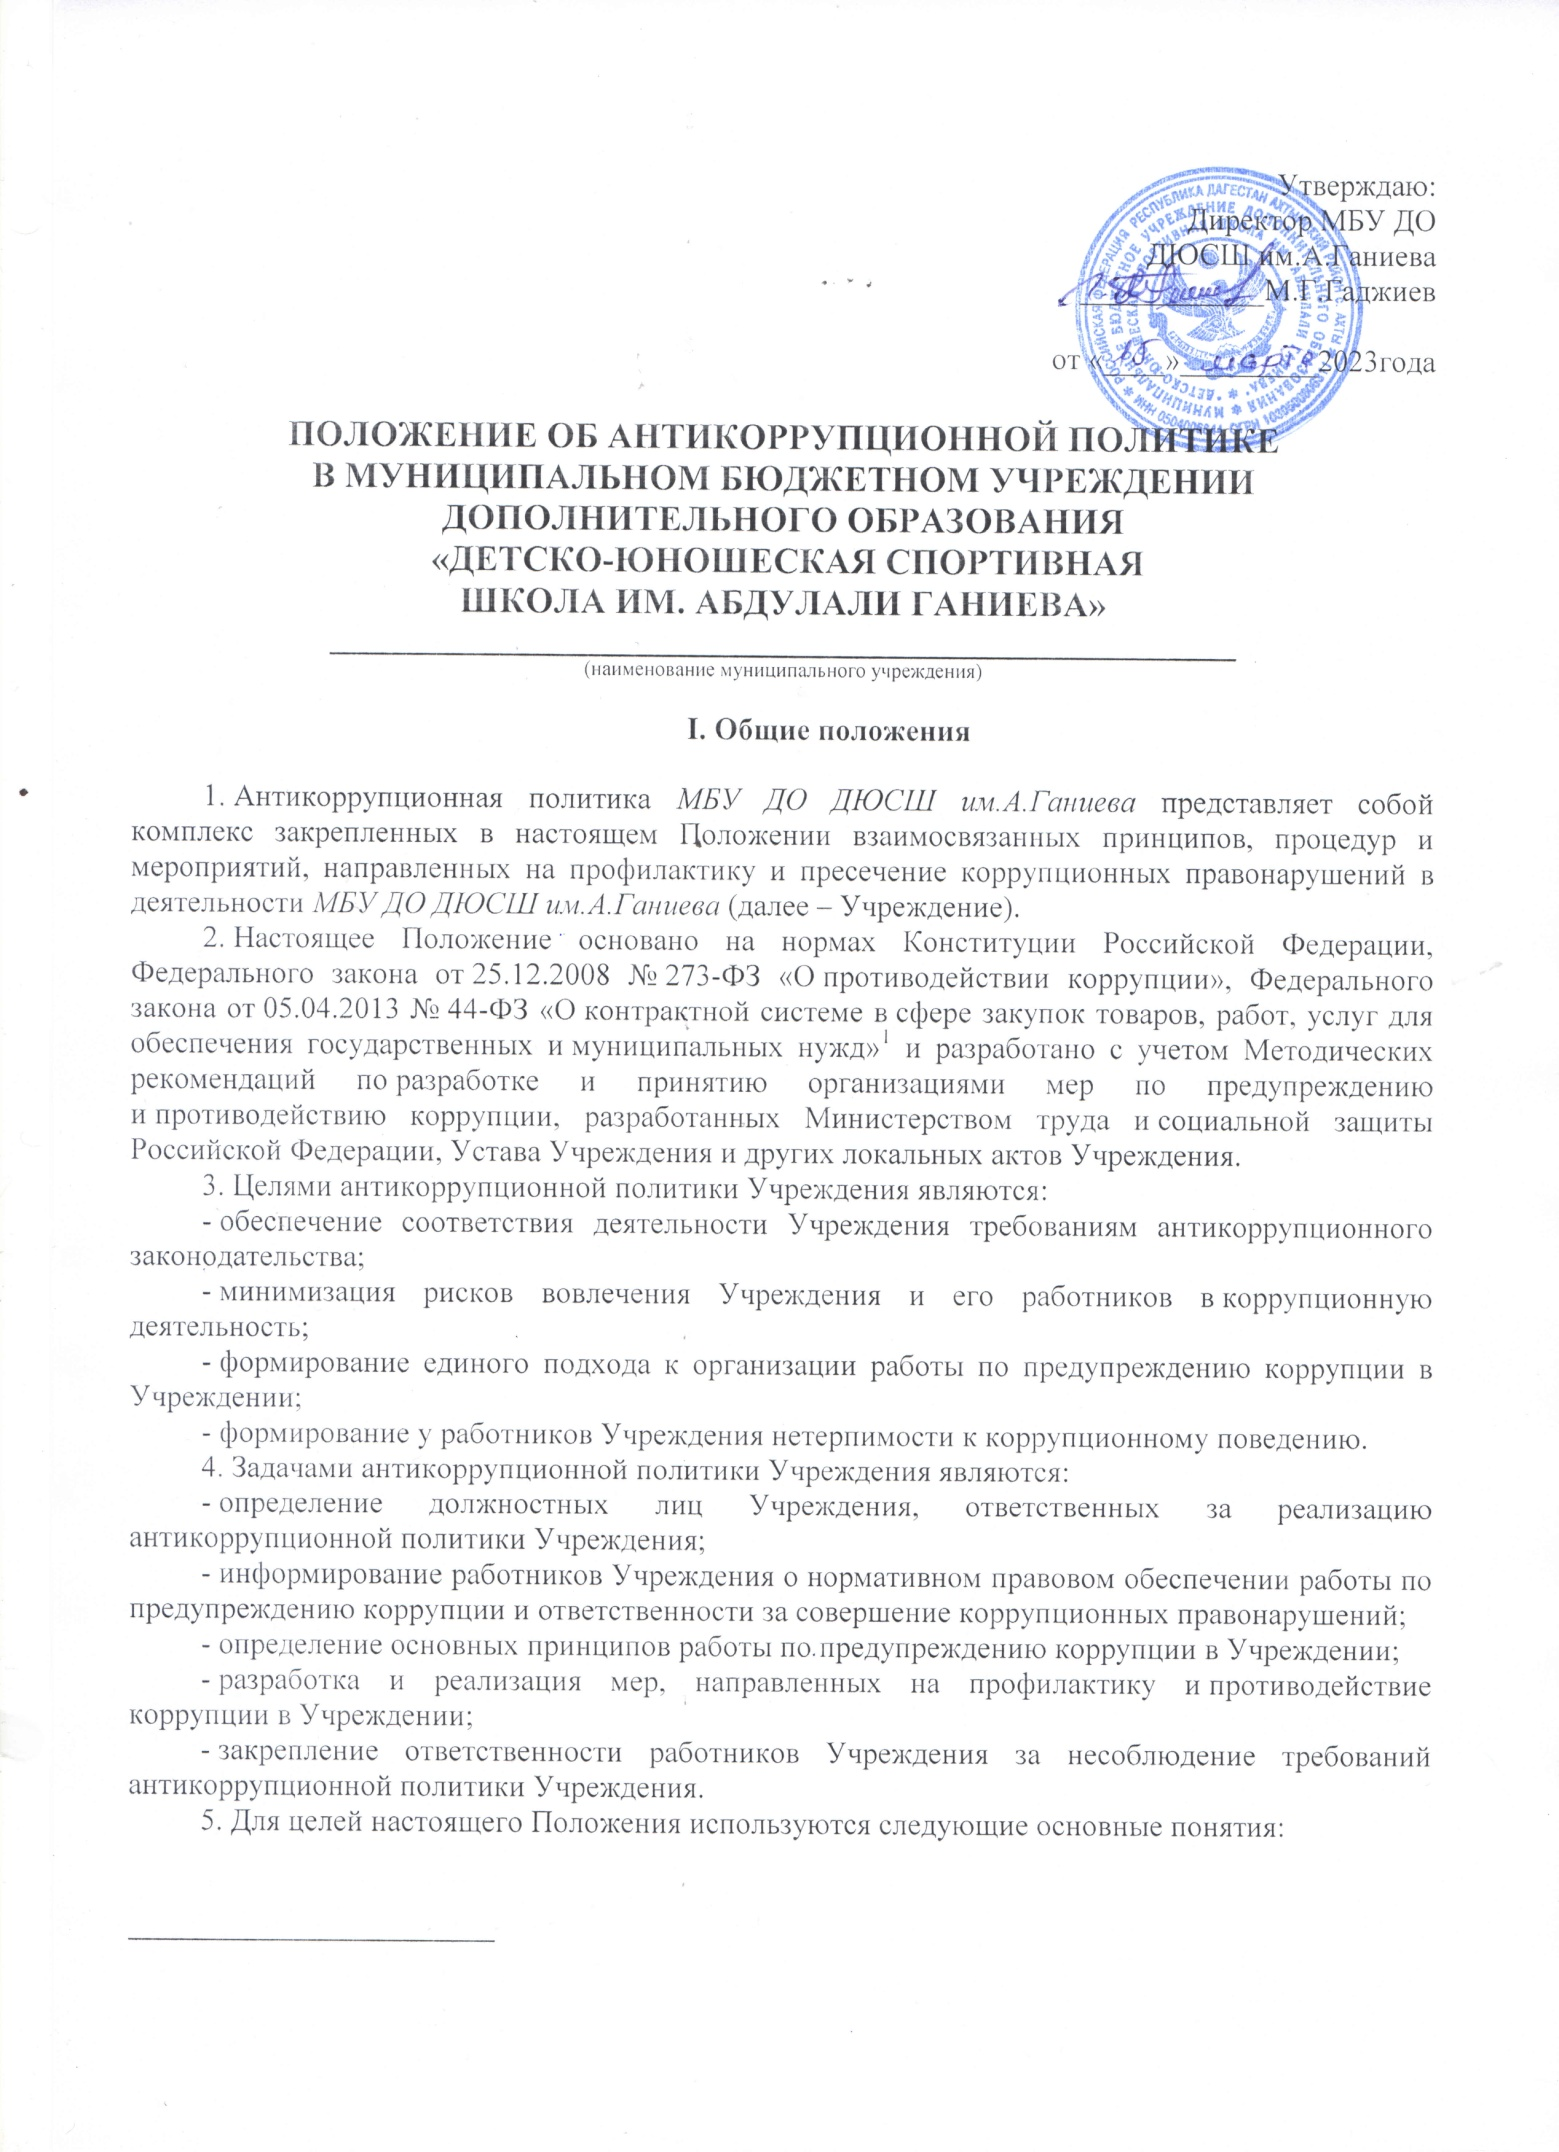 Утверждаю:
Директор МБУ ДО
ДЮСШ им.А.Ганиева
М.Г.Гаджиев
от «____»__________2023года
ПОЛОЖЕНИЕ ОБ АНТИКОРРУПЦИОННОЙ ПОЛИТИКЕ
В МУНИЦИПАЛЬНОМ БЮДЖЕТНОМ УЧРЕЖДЕНИИ
ДОПОЛНИТЕЛЬНОГО ОБРАЗОВАНИЯ
«ДЕТСКО-ЮНОШЕСКАЯ СПОРТИВНАЯ
ШКОЛА ИМ. АБДУЛАЛИ ГАНИЕВА»
(наименование муниципального учреждения)
I. Общие положения
1. Антикоррупционная политика МБУ ДО ДЮСШ им.А.Ганиева представляет собой
комплекс закрепленных в настоящем Положении взаимосвязанных принципов, процедур и
мероприятий, направленных на профилактику и пресечение коррупционных правонарушений в
деятельности МБУ ДО ДЮСШ им.А.Ганиева (далее – Учреждение).
2. Настоящее Положение основано на нормах Конституции Российской Федерации,
Федерального закона от 25.12.2008 № 273-ФЗ «О противодействии коррупции», Федерального
закона от 05.04.2013 № 44-ФЗ «О контрактной системе в сфере закупок товаров, работ, услуг для
обеспечения государственных и муниципальных нужд»1 и разработано с учетом Методических
рекомендаций по разработке и принятию организациями мер по предупреждению
и противодействию коррупции, разработанных Министерством труда и социальной защиты
Российской Федерации, Устава Учреждения и других локальных актов Учреждения.
3. Целями антикоррупционной политики Учреждения являются:
- обеспечение соответствия деятельности Учреждения требованиям антикоррупционного
законодательства;
- минимизация рисков вовлечения Учреждения и его работников в коррупционную
деятельность;
- формирование единого подхода к организации работы по предупреждению коррупции в
Учреждении;
- формирование у работников Учреждения нетерпимости к коррупционному поведению.
4. Задачами антикоррупционной политики Учреждения являются:
- определение должностных лиц Учреждения, ответственных за реализацию
антикоррупционной политики Учреждения;
- информирование работников Учреждения о нормативном правовом обеспечении работы по
предупреждению коррупции и ответственности за совершение коррупционных правонарушений;
- определение основных принципов работы по предупреждению коррупции в Учреждении;
- разработка и реализация мер, направленных на профилактику и противодействие
коррупции в Учреждении;
- закрепление ответственности работников Учреждения за несоблюдение требований
антикоррупционной политики Учреждения.
5. Для целей настоящего Положения используются следующие основные понятия: